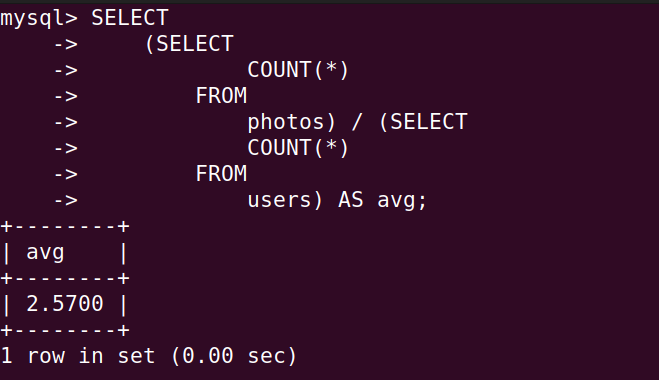 mysql> SELECT
    ->     (SELECT
    ->             COUNT(*)
    ->         FROM
    ->             photos) / (SELECT
    ->             COUNT(*)
    ->         FROM
    ->             users) AS avg;
+--------+
| avg    |
+--------+
| 2.5700 |
+--------+
1 row in set (0.00 sec)